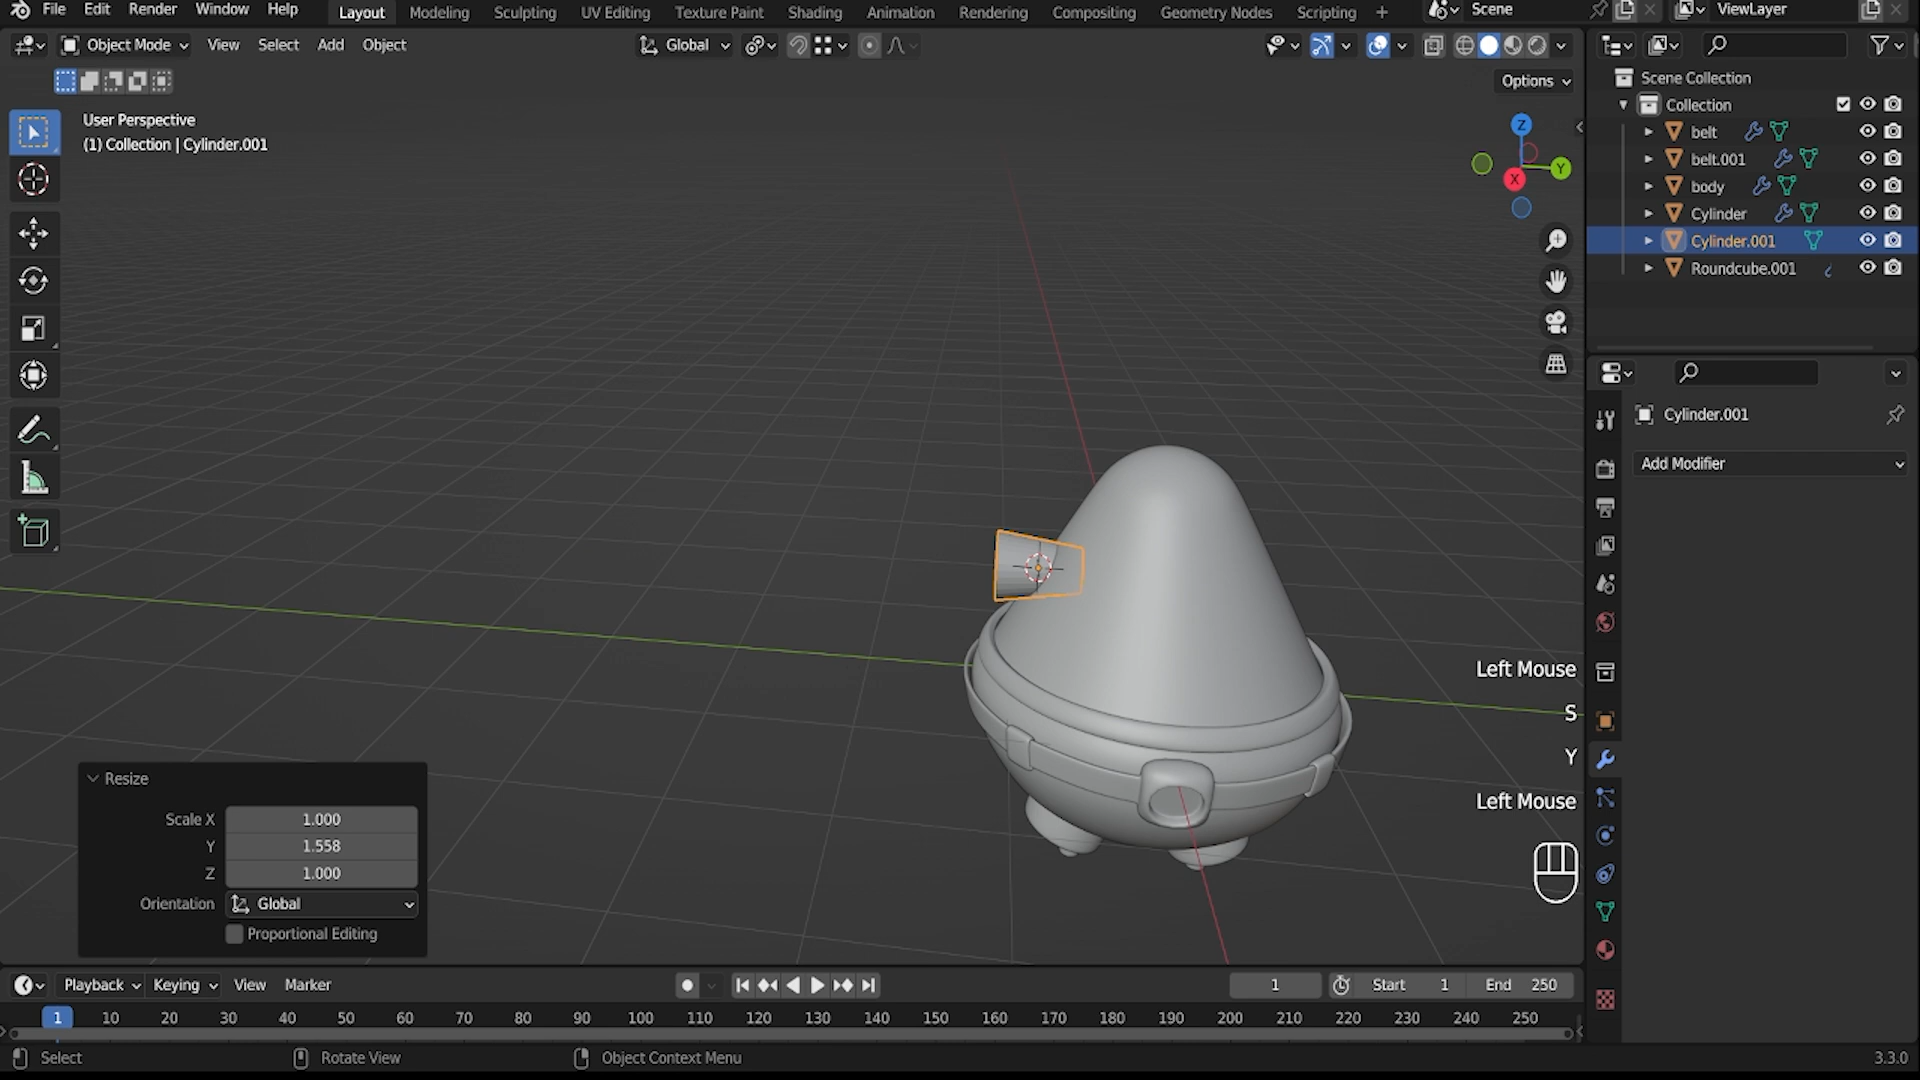 File Edit Render Window Help Layout Modeling Sculpting UV Editing Texture Paint Shading Animation Rendering Compositing Geometry Nodes Scripting + Scene ViewLayer
Object Mode View Select Add Object Global
Options
User Perspective
(1) Collection | Cylinder.001
Z
Y
X
Scene Collection
Collection
belt
belt.001
body
Cylinder
Cylinder.001
Roundcube.001
Cylinder.001
Add Modifier
Left Mouse
S
Y
Left Mouse
Resize
Scale X 1.000
Y 1.558
Z 1.000
Orientation Global
Proportional Editing
Playback Keying View Marker 1 Start 1 End 250
1 10 20 30 40 50 60 70 80 90 100 110 120 130 140 150 160 170 180 190 200 210 220 230 240 250
Select Rotate View Object Context Menu 3.3.0